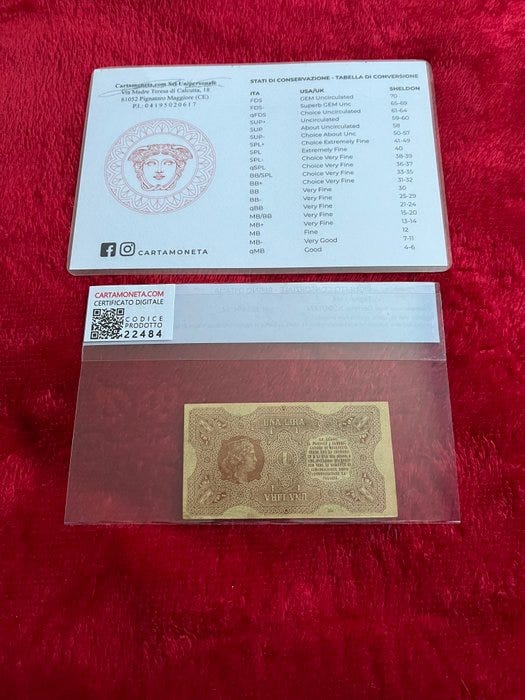 Cartamoneta.com Srl Unipersonale
Via Madre Teresa di Calcutta, 18
81052 Pignataro Maggiore (CE)
P.I.: 04195020617
CARTAMONETA
STATI DI CONSERVAZIONE - TABELLA DI CONVERSIONE
ITA USA/UK SHELDON
FDS GEM Uncirculated 70
FDS- Superb GEM Unc 65-69
qFDS Choice Uncirculated 61-64
SUP+ Uncirculated 59-60
SUP About Uncirculated 58
SUP- Choice About Unc 50-57
SPL+ Choice Extremely Fine 41-49
SPL Extremely Fine 40
SPL- Choice Very Fine 38-39
qSPL Choice Very Fine 36-37
BB/SPL Choice Very Fine 33-35
BB+ Choice Very Fine 31-32
BB Very Fine 30
BB- Very Fine 25-29
qBB Very Fine 21-24
MB/BB Very Fine 15-20
MB+ Fine 13-14
MB Fine 12
MB- Very Good 7-11
qMB Good 4-6
CARTAMONETA.COM
CERTIFICATO DIGITALE
CODICE
PRODOTTO
22484
UNA LIRA
1
UNA LIRA